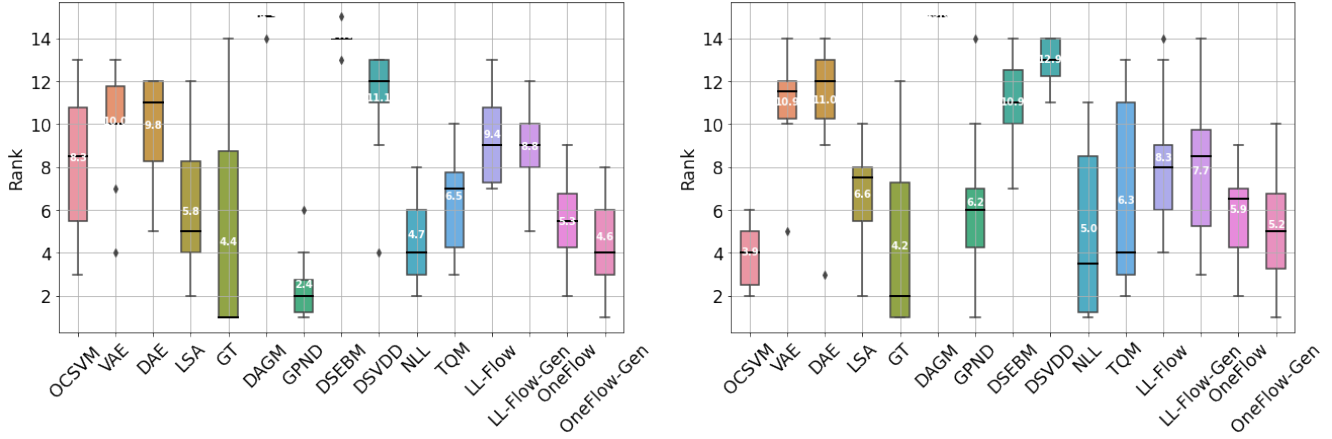 Rank
14
12
10
8
6
4
2
8.3
10.0
9.8
5.8
4.4
2.4
11.1
4.7
6.5
9.4
8.8
5.3
4.6
OCSVM
VAE
DAE
LSA
GT
DAGM
GPND
DSEBM
DSVDD
NLL
TQM
LL-Flow
LL-Flow-Gen
OneFlow
OneFlow-Gen
Rank
14
12
10
8
6
4
2
3.9
10.9
11.0
6.6
4.2
6.2
10.9
12.9
5.0
6.3
8.3
7.7
5.9
5.2
OCSVM
VAE
DAE
LSA
GT
DAGM
GPND
DSEBM
DSVDD
NLL
TQM
LL-Flow
LL-Flow-Gen
OneFlow
OneFlow-Gen